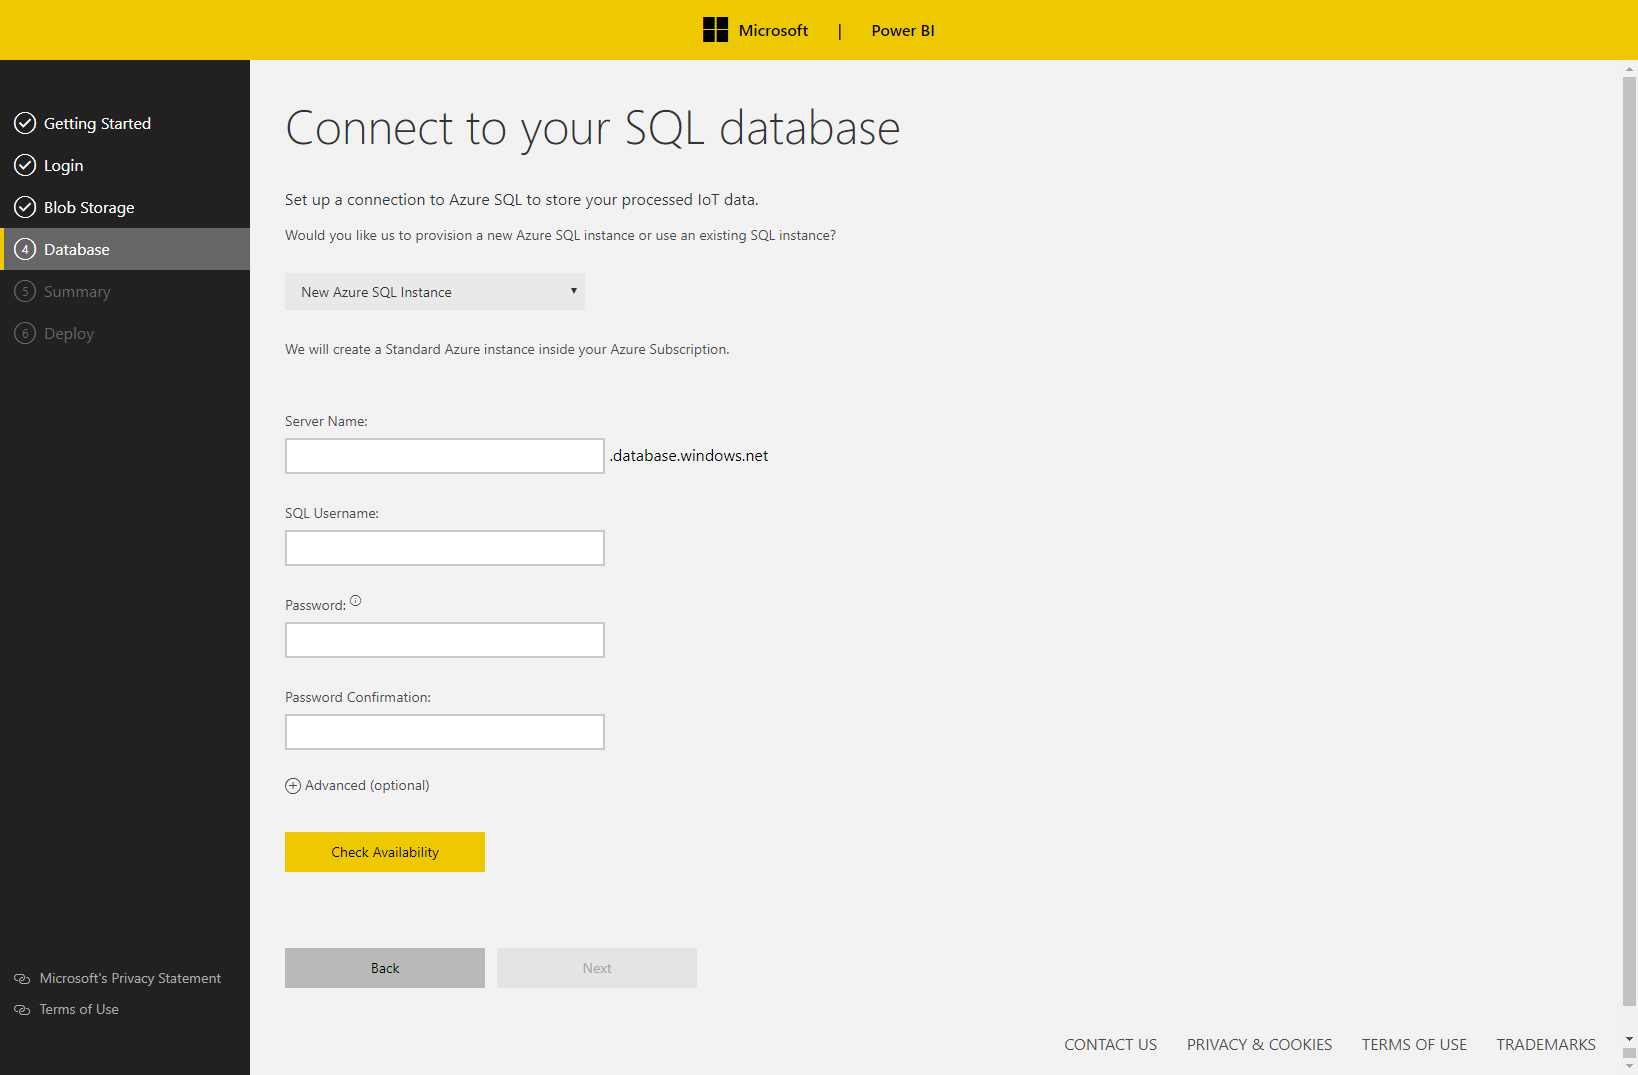 Microsoft | Power BI
Getting Started
Login
Blob Storage
4 Database
5 Summary
6 Deploy
Microsoft's Privacy Statement
Terms of Use
Connect to your SQL database
Set up a connection to Azure SQL to store your processed IoT data.
Would you like us to provision a new Azure SQL instance or use an existing SQL instance?
New Azure SQL Instance
We will create a Standard Azure instance inside your Azure Subscription.
Server Name:
.database.windows.net
SQL Username:
Password:
Password Confirmation:
Advanced (optional)
Check Availability
Back Next
CONTACT US PRIVACY & COOKIES TERMS OF USE TRADEMARKS